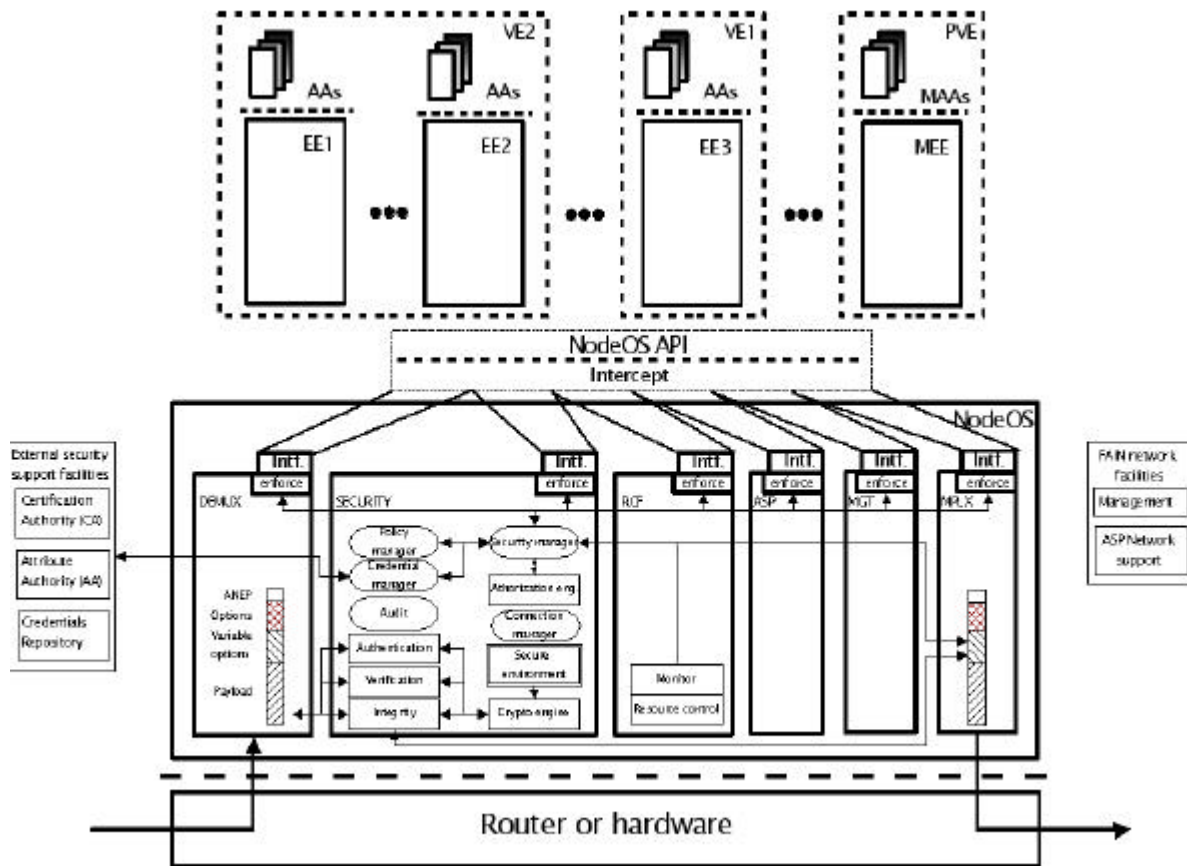 VE2
VE1
PVE
AAs
AAs
AAs
MAAs
EE1
EE2
EE3
MEE
NodeOS API
Intercept
NodeOS
External security
support facilities
Certification
Authority (CA)
Attribute
Authority (AA)
Credentials
Repository
Intf.
Intf.
Intf.
Intf.
Intf.
Intf.
enforce
enforce
enforce
enforce
enforce
enforce
DEMUX
SECURITY
RCF
ASP
MGT
MPLX
FAIN network
facilities
Management
ASP Network
support
Policy
manager
Security manager
Credential
manager
Athorization eng.
Audit
Connection
manager
Authentication
Secure
environment
Verification
Integrity
Crypto engine
ANEP
Options
Variable
options
Payload
Monitor
Resource control
Router or hardware